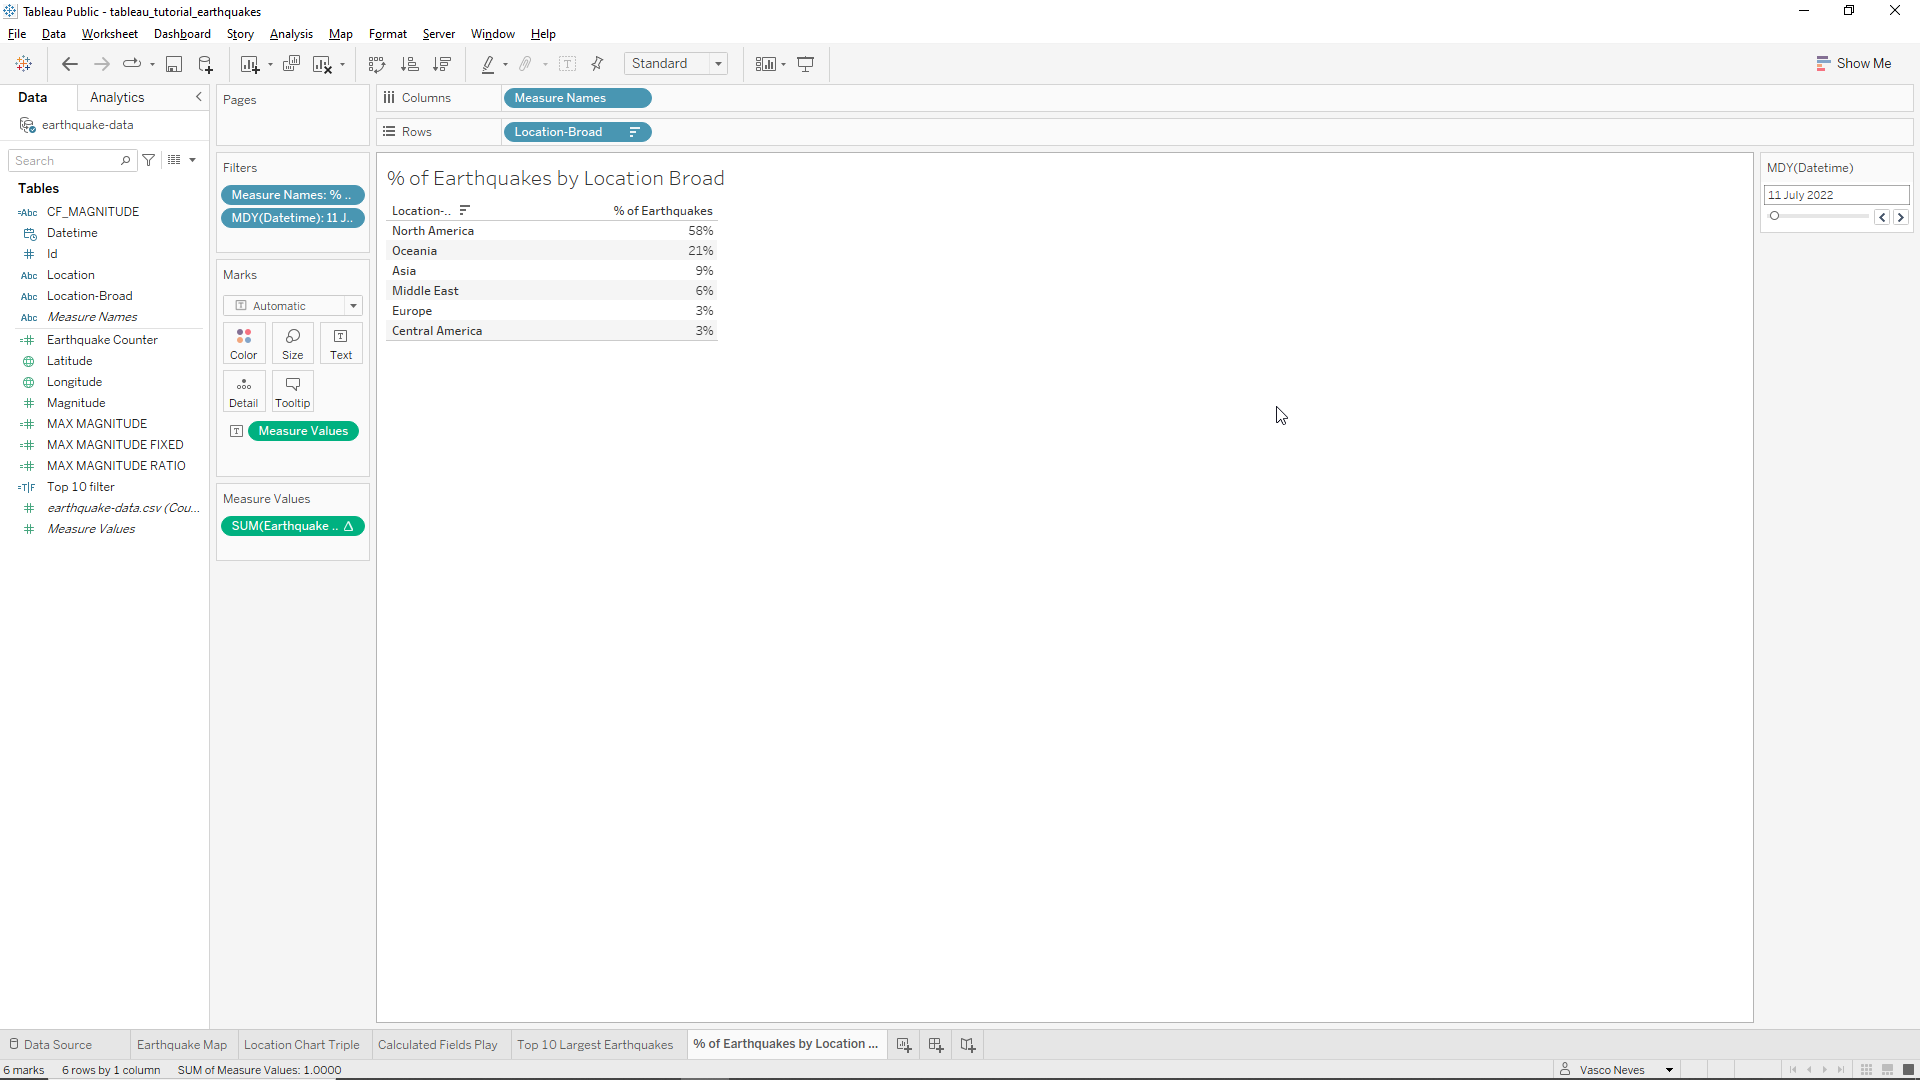 Tableau Public - tableau_tutorial_earthquakes
File Data Worksheet Dashboard Story Analysis Map Format Server Window Help
Standard
Show Me
Data Analytics
earthquake-data
Search
Tables
=Abc CF_MAGNITUDE
Datetime
# Id
Abc Location
Abc Location-Broad
Abc Measure Names
=# Earthquake Counter
Latitude
Longitude
# Magnitude
=# MAX MAGNITUDE
=# MAX MAGNITUDE FIXED
=# MAX MAGNITUDE RATIO
=T|F Top 10 filter
# earthquake-data.csv (Cou...
# Measure Values
Pages
Filters
Measure Names: % ..
MDY(Datetime): 11 J..
Marks
T Automatic
Color Size Text
Detail Tooltip
T Measure Values
Measure Values
SUM(Earthquake .. Δ
Columns Measure Names
Rows Location-Broad
% of Earthquakes by Location Broad
Location-.. % of Earthquakes
North America 58%
Oceania 21%
Asia 9%
Middle East 6%
Europe 3%
Central America 3%
MDY(Datetime)
11 July 2022
Data Source Earthquake Map Location Chart Triple Calculated Fields Play Top 10 Largest Earthquakes % of Earthquakes by Location ...
6 marks 6 rows by 1 column SUM of Measure Values: 1.0000 Vasco Neves